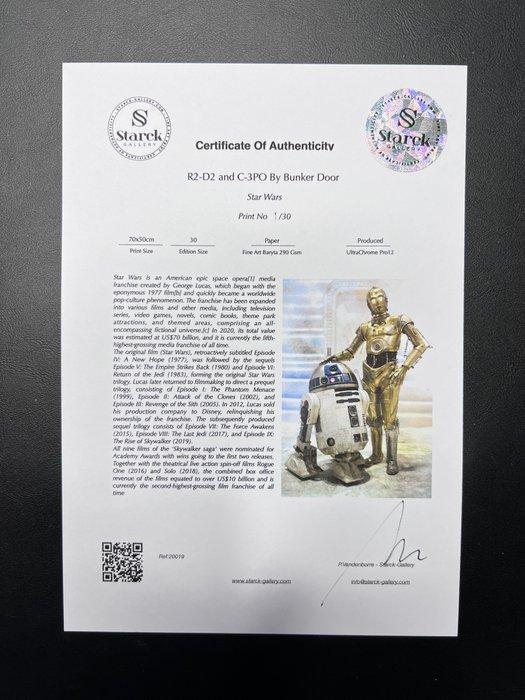 Starck
GALLERY
Starck
GALLERY
Certificate Of Authenticity
R2-D2 and C-3PO By Bunker Door
Star Wars
Print No 1/30
70x50cm 30 Paper Produced
Print Size Edition Size Fine Art Baryta 290 Gsm UltraChrome Pro12
Star Wars is an American epic space opera[1] media
franchise created by George Lucas, which began with the
eponymous 1977 film[b] and quickly became a worldwide
pop-culture phenomenon. The franchise has been expanded
into various films and other media, including television
series, video games, novels, comic books, theme park
attractions, and themed areas, comprising an all-
encompassing fictional universe.[c] In 2020, its total value
was estimated at US$70 billion, and it is currently the fifth-
highest-grossing media franchise of all time.
The original film (Star Wars), retroactively subtitled Episode
IV: A New Hope (1977), was followed by the sequels
Episode V: The Empire Strikes Back (1980) and Episode VI:
Return of the Jedi (1983), forming the original Star Wars
trilogy. Lucas later returned to filmmaking to direct a prequel
trilogy, consisting of Episode I: The Phantom Menace
(1999), Episode II: Attack of the Clones (2002), and
Episode III: Revenge of the Sith (2005). In 2012, Lucas sold
his production company to Disney, relinquishing his
ownership of the franchise. The subsequently produced
sequel trilogy consists of Episode VII: The Force Awakens
(2015), Episode VIII: The Last Jedi (2017), and Episode IX:
The Rise of Skywalker (2019).
All nine films of the 'Skywalker saga' were nominated for
Academy Awards with wins going to the first two releases.
Together with the theatrical live action spin-off films Rogue
One (2016) and Solo (2018), the combined box office
revenue of the films equated to over US$10 billion and is
currently the second-highest-grossing film franchise of all
time
Ref:20019
P.Vandenborre - Starck-Gallery
www.starck-gallery.com
info@starck-gallery.com